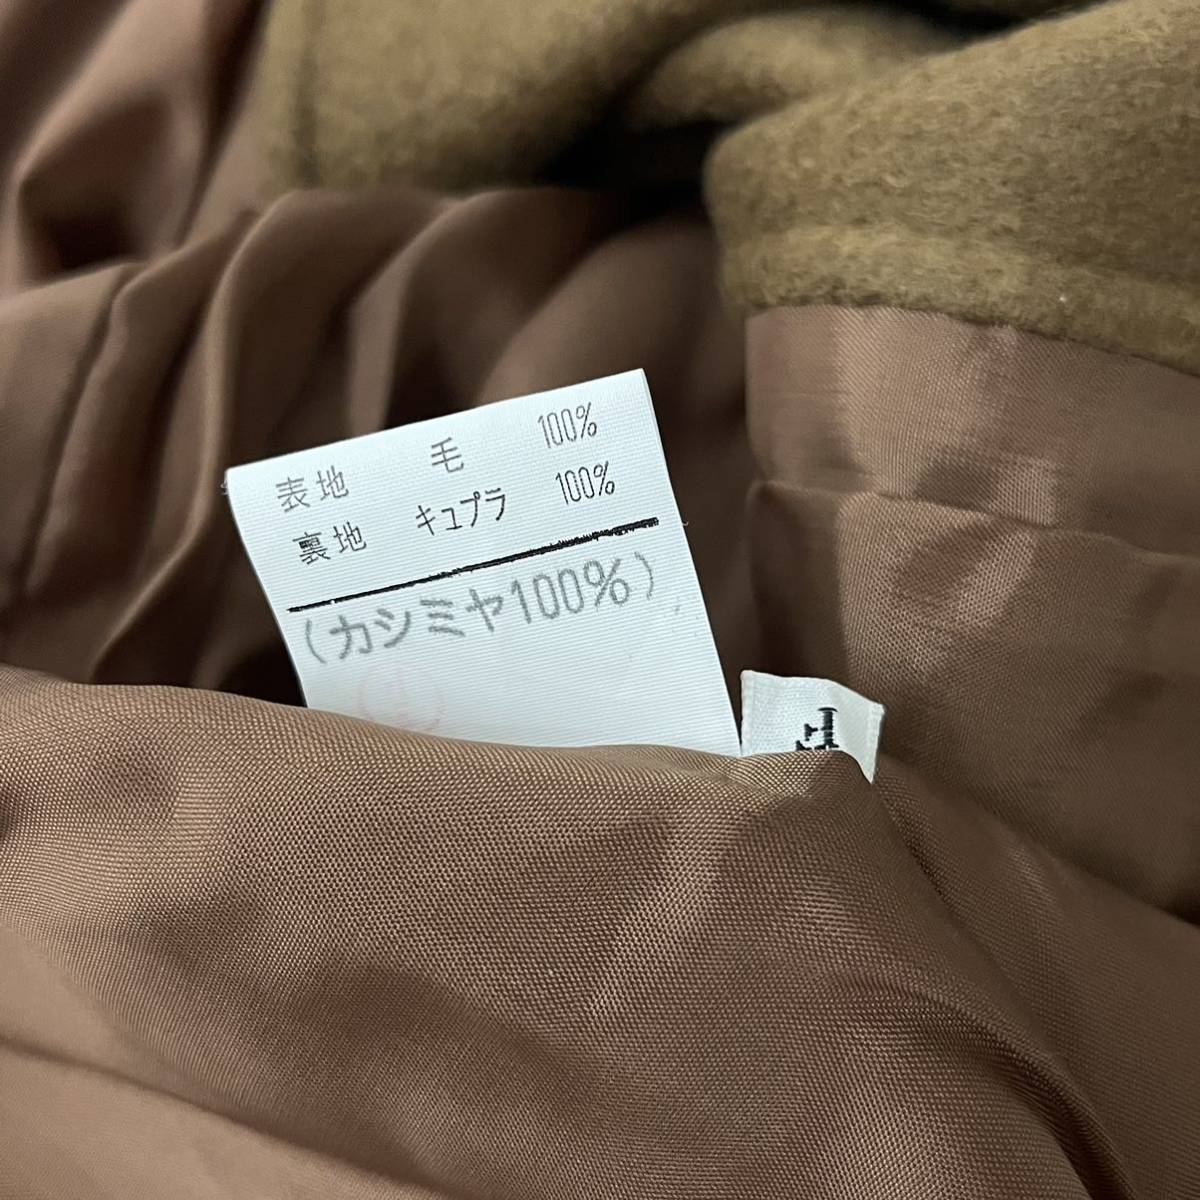 表地 毛 100%
裏地 キュプラ 100%
(カシミヤ100%)